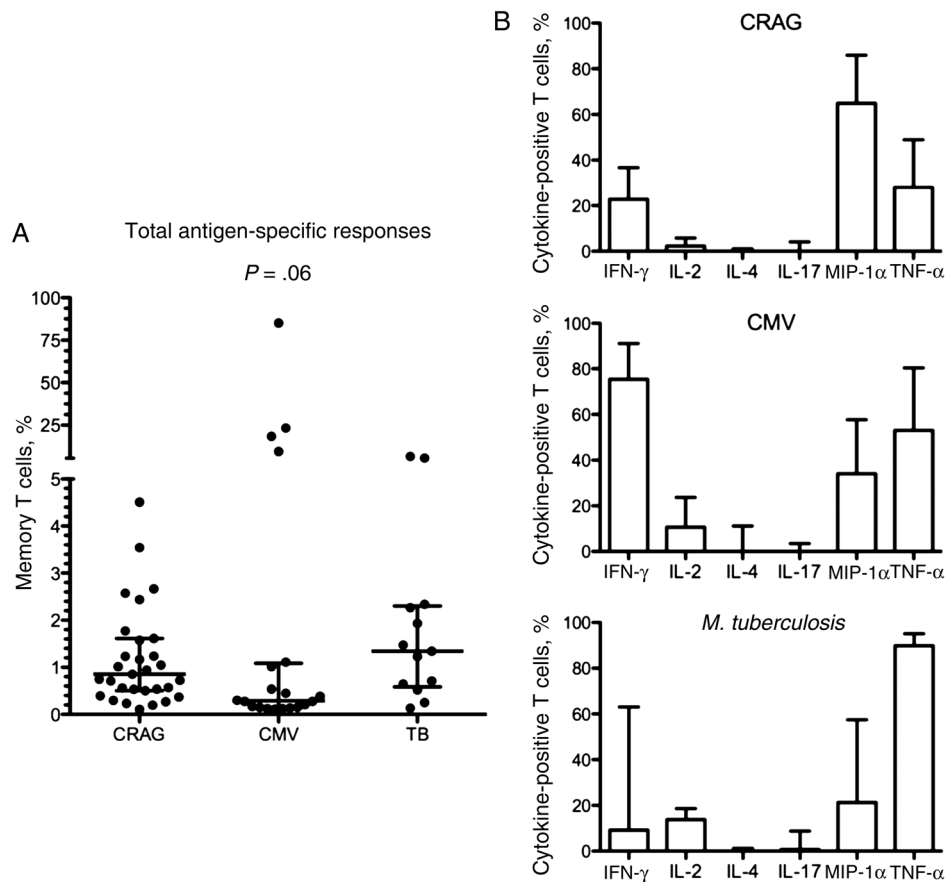 A
Total antigen-specific responses
P = .06
Memory T cells, %
100
75
50
25
5
4
3
2
1
0
CRAG CMV TB
B
CRAG
Cytokine-positive T cells, %
100
80
60
40
20
0
IFN-γ IL-2 IL-4 IL-17 MIP-1α TNF-α
CMV
Cytokine-positive T cells, %
100
80
60
40
20
0
IFN-γ IL-2 IL-4 IL-17 MIP-1α TNF-α
M. tuberculosis
Cytokine-positive T cells, %
100
80
60
40
20
0
IFN-γ IL-2 IL-4 IL-17 MIP-1α TNF-α